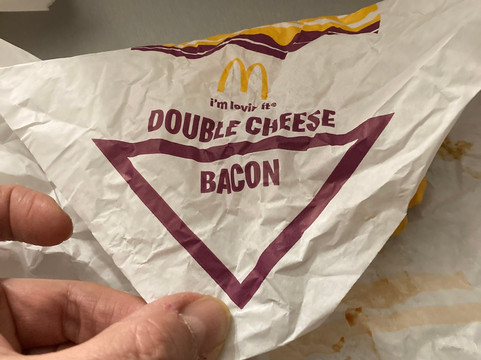 i'm lovin' it
DOUBLE CHEESE
BACON